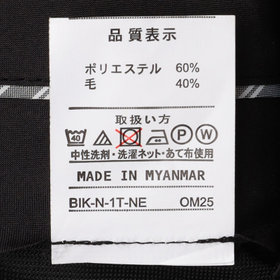 品質表示
ポリエステル 60%
毛 40%
取扱い方
40 P W
中性洗剤・洗濯ネット・あて布使用
MADE IN MYANMAR
BIK-N-1T-NE OM25